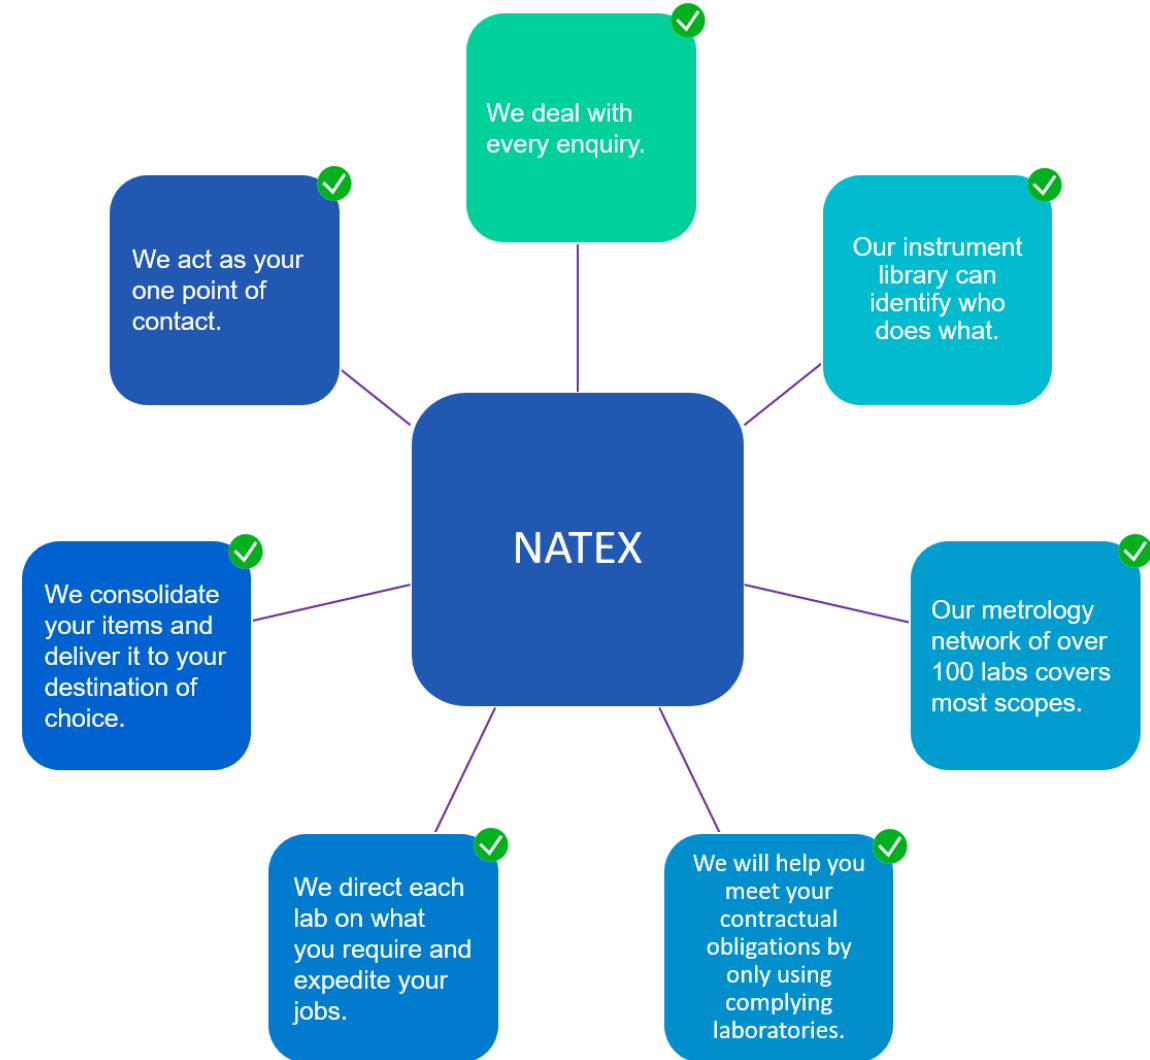 We deal with
every enquiry.
We act as your
one point of
contact.
Our instrument
library can
identify who
does what.
NATEX
We consolidate
your items and
deliver it to your
destination of
choice.
Our metrology
network of over
100 labs covers
most scopes.
We direct each
lab on what
you require and
expedite your
jobs.
We will help you
meet your
contractual
obligations by
only using
complying
laboratories.